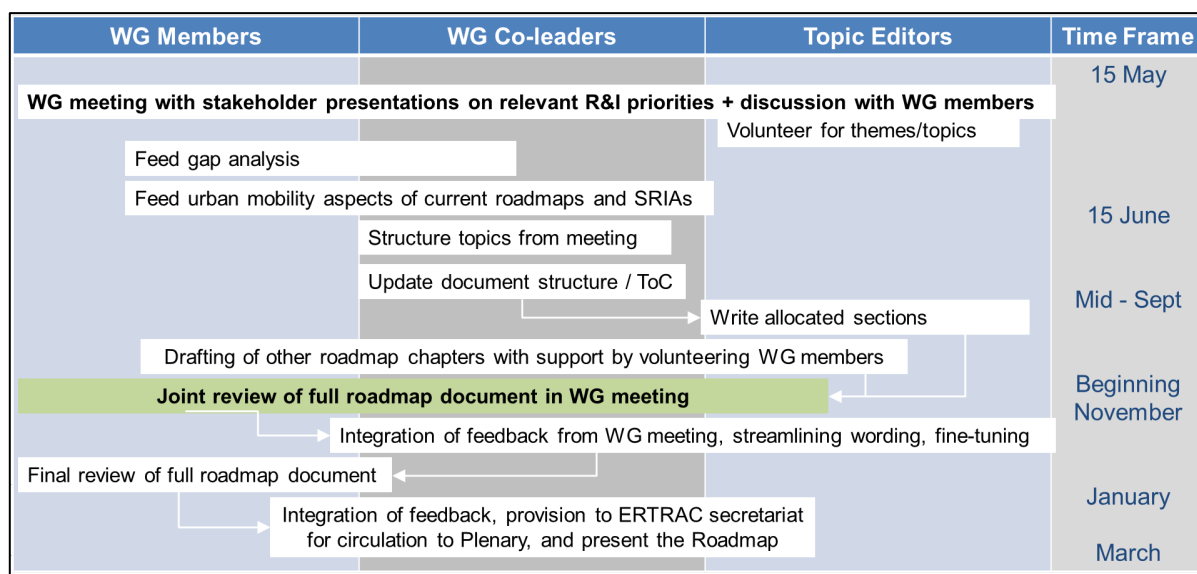 WG Members
WG Co-leaders
Topic Editors
Time Frame
15 May
WG meeting with stakeholder presentations on relevant R&I priorities + discussion with WG members
Volunteer for themes/topics
Feed gap analysis
Feed urban mobility aspects of current roadmaps and SRIAs
15 June
Structure topics from meeting
Update document structure / ToC
Mid - Sept
Write allocated sections
Drafting of other roadmap chapters with support by volunteering WG members
Joint review of full roadmap document in WG meeting
Beginning
November
Integration of feedback from WG meeting, streamlining wording, fine-tuning
Final review of full roadmap document
January
Integration of feedback, provision to ERTRAC secretariat
for circulation to Plenary, and present the Roadmap
March